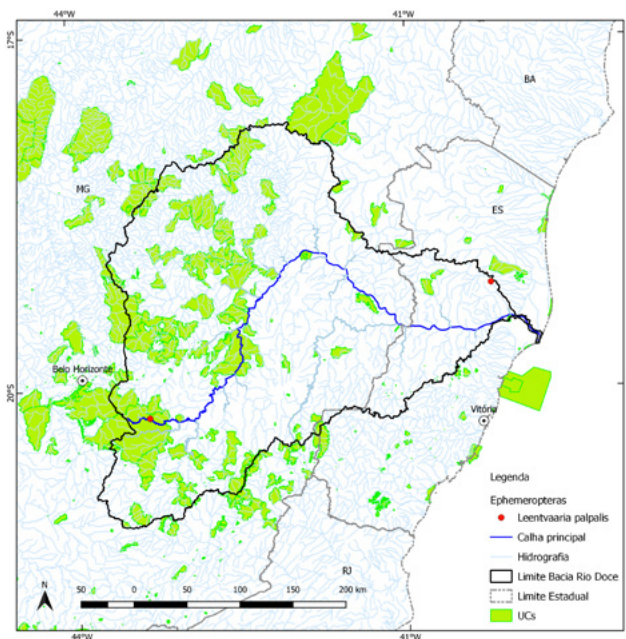 44°W
41°W
17°S
BA
MG
ES
Belo Horizonte
20°S
Vitória
Legenda
Ephemeropteras
Leentvaaria palpalis
Calha principal
Hidrografia
Limite Bacia Rio Doce
Limite Estadual
UCs
RJ
N
50 0 50 100 150 200 km
44°W
41°W